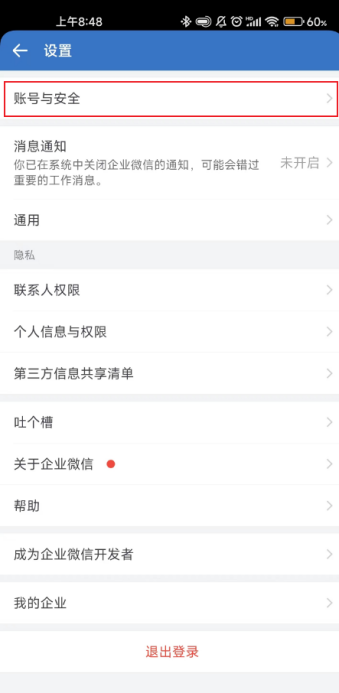 上午8:48
60%
设置
账号与安全
消息通知
你已在系统中关闭企业微信的通知，可能会错过
重要的工作消息。
未开启
通用
隐私
联系人权限
个人信息与权限
第三方信息共享清单
吐个槽
关于企业微信
帮助
成为企业微信开发者
我的企业
退出登录